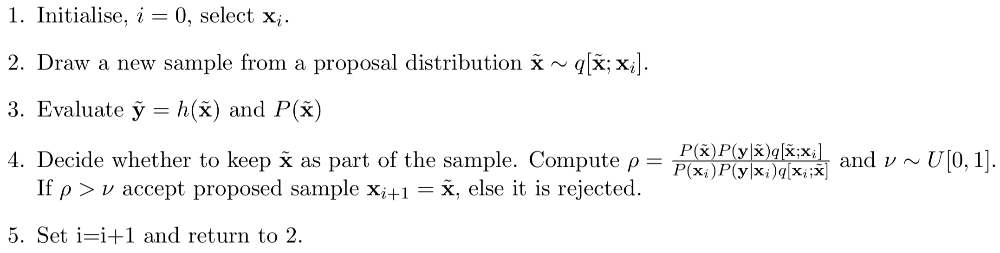 1. Initialise, $i = 0$, select $\mathbf{x}_i$.
2. Draw a new sample from a proposal distribution $\tilde{\mathbf{x}} \sim q[\tilde{\mathbf{x}}; \mathbf{x}_i]$.
3. Evaluate $\tilde{\mathbf{y}} = h(\tilde{\mathbf{x}})$ and $P(\tilde{\mathbf{x}})$
4. Decide whether to keep $\tilde{\mathbf{x}}$ as part of the sample. Compute $\rho = \frac{P(\tilde{\mathbf{x}})P(\mathbf{y}|\tilde{\mathbf{x}})q[\tilde{\mathbf{x}};\mathbf{x}_i]}{P(\mathbf{x}_i)P(\mathbf{y}|\mathbf{x}_i)q[\mathbf{x}_i;\tilde{\mathbf{x}}]}$ and $\nu \sim U[0, 1]$.
If $\rho > \nu$ accept proposed sample $\mathbf{x}_{i+1} = \tilde{\mathbf{x}}$, else it is rejected.
5. Set i=i+1 and return to 2.